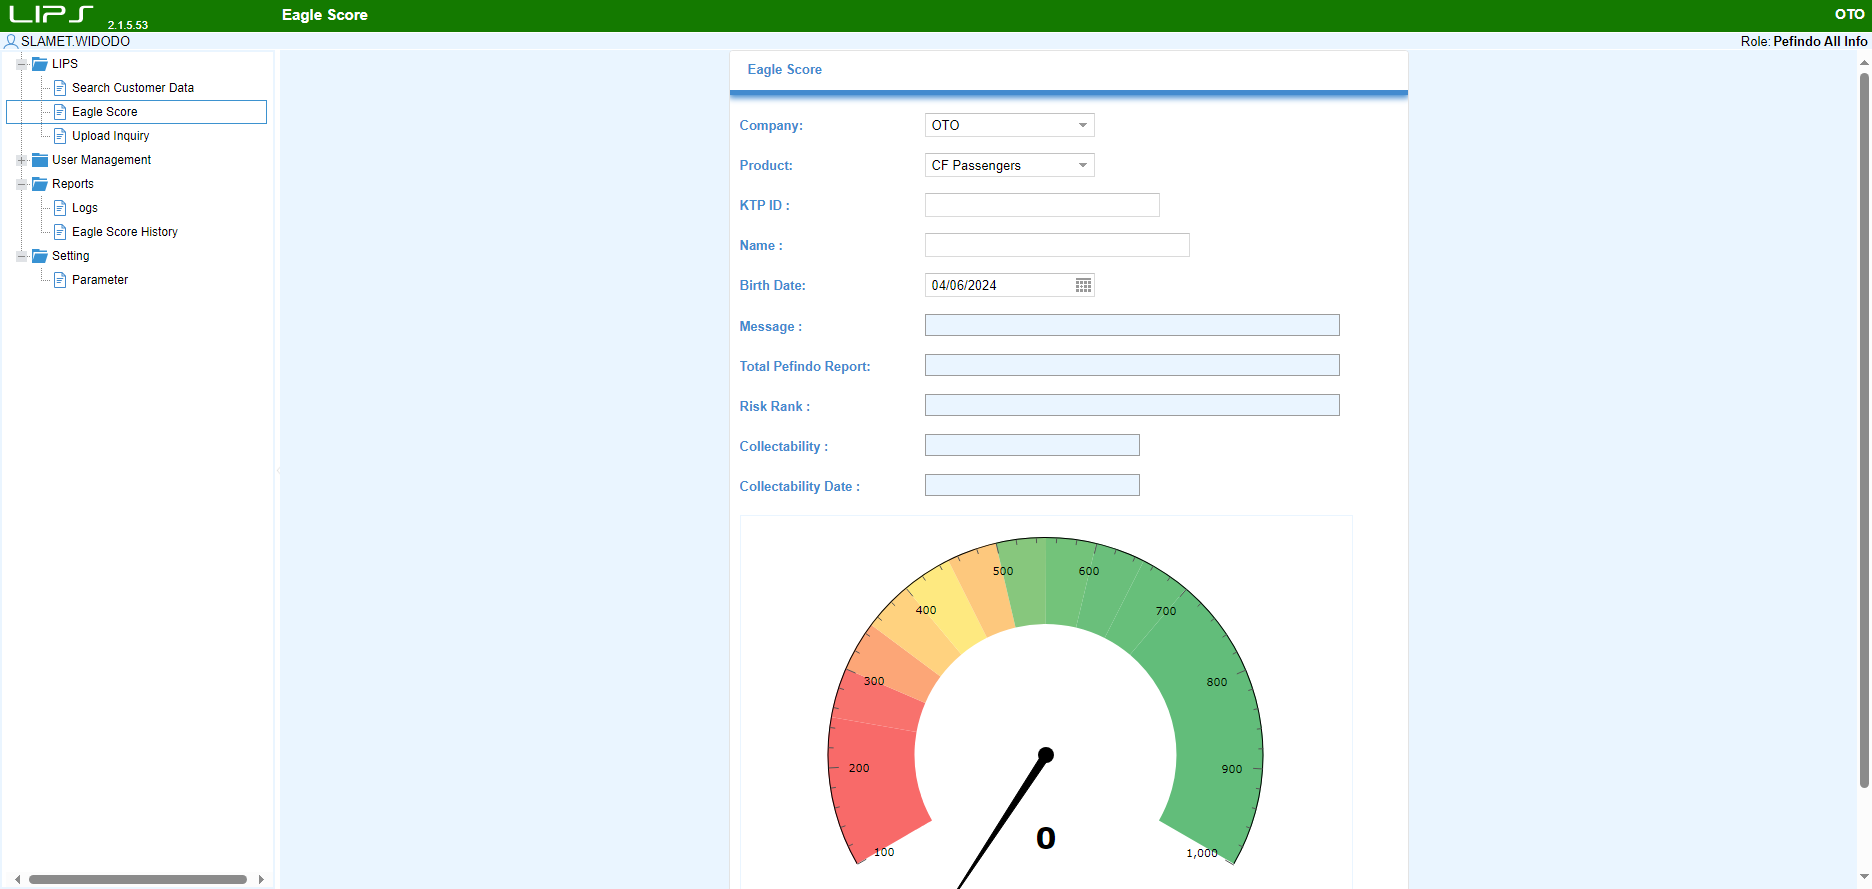 LIPS 2.1.5.53
Eagle Score
OTO
SLAMET.WIDODO
Role: Pefindo All Info
LIPS
Search Customer Data
Eagle Score
Upload Inquiry
User Management
Reports
Logs
Eagle Score History
Setting
Parameter
Eagle Score
Company: OTO
Product: CF Passengers
KTP ID :
Name :
Birth Date: 04/06/2024
Message :
Total Pefindo Report:
Risk Rank :
Collectability :
Collectability Date :
100
200
300
400
500
600
700
800
900
1,000
0